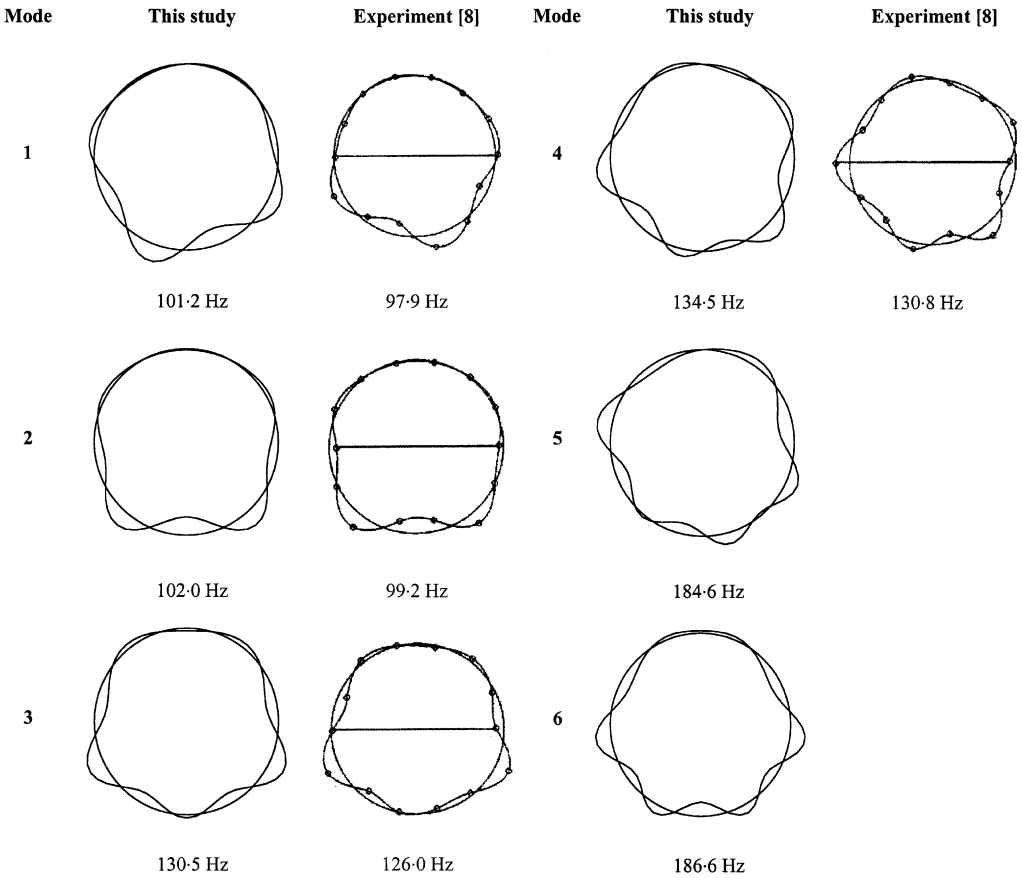 Mode This study Experiment [8] Mode This study Experiment [8]
1 4
101·2 Hz 97·9 Hz 134·5 Hz 130·8 Hz
2 5
102·0 Hz 99·2 Hz 184·6 Hz
3 6
130·5 Hz 126·0 Hz 186·6 Hz